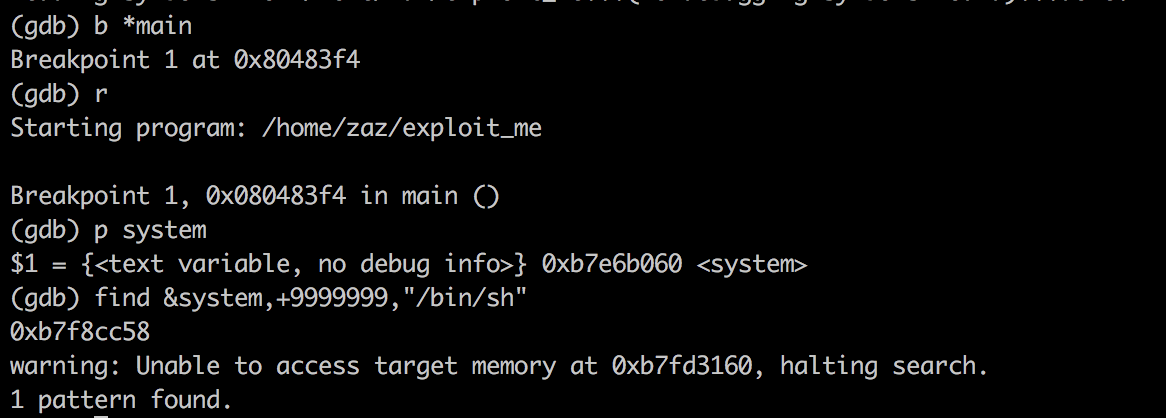 (gdb) b *main
Breakpoint 1 at 0x80483f4
(gdb) r
Starting program: /home/zaz/exploit_me
Breakpoint 1, 0x080483f4 in main ()
(gdb) p system
$1 = {<text variable, no debug info>} 0xb7e6b060 <system>
(gdb) find &system,+9999999,"/bin/sh"
0xb7f8cc58
warning: Unable to access target memory at 0xb7fd3160, halting search.
1 pattern found.